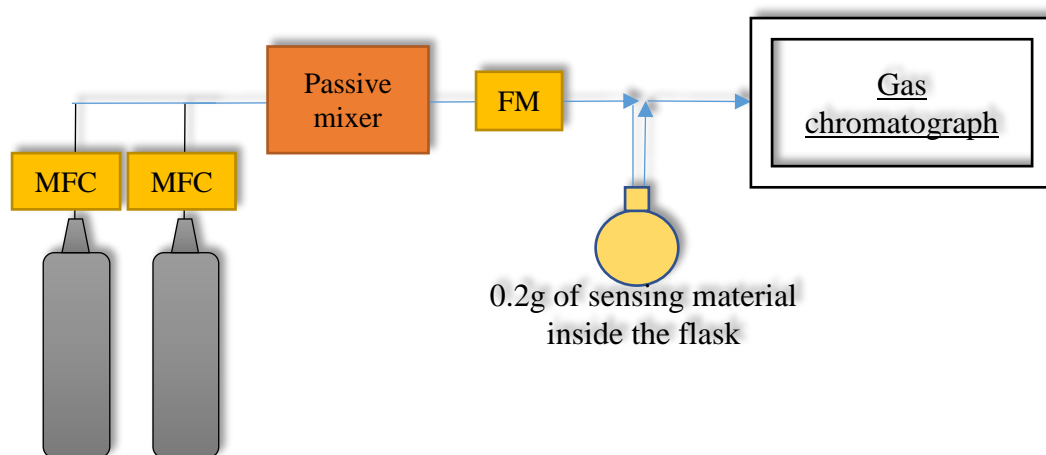 Passive
mixer
FM
Gas
chromatograph
MFC
MFC
0.2g of sensing material
inside the flask